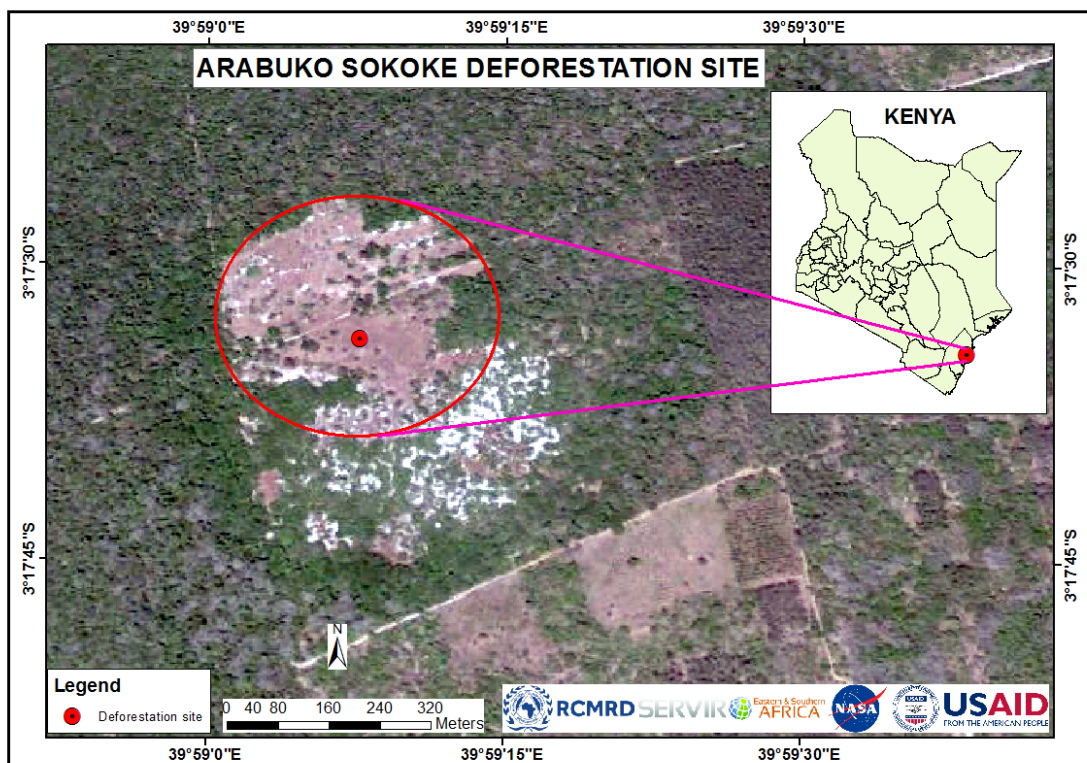 39°59'0"E 39°59'15"E 39°59'30"E
ARABUKO SOKOKE DEFORESTATION SITE
KENYA
3°17'30"S 3°17'30"S
3°17'45"S 3°17'45"S
N
Legend
Deforestation site
0 40 80 160 240 320
Meters
RCMRD SERVIR Eastern & Southern AFRICA NASA USAID
FROM THE AMERICAN PEOPLE
39°59'0"E 39°59'15"E 39°59'30"E